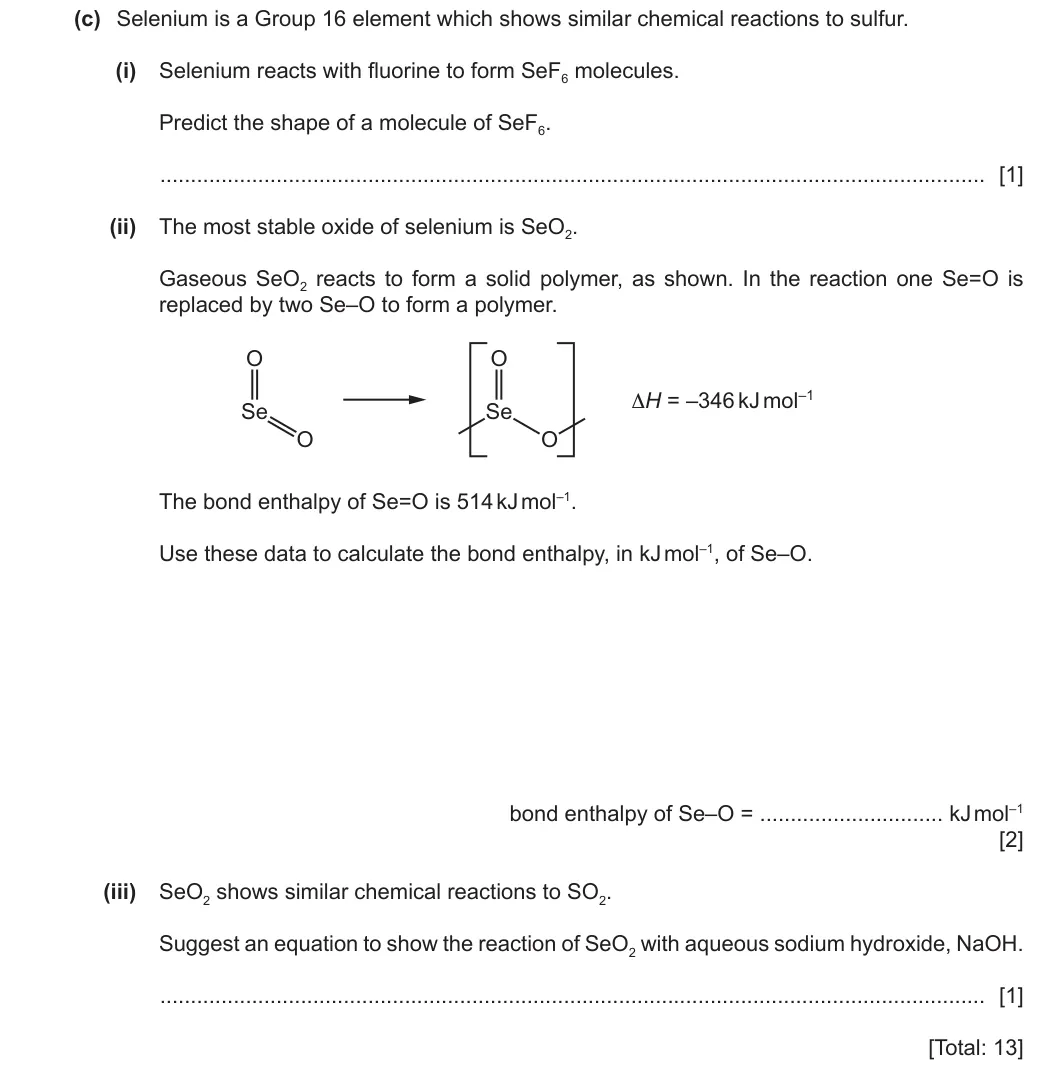 (c) Selenium is a Group 16 element which shows similar chemical reactions to sulfur.
(i) Selenium reacts with fluorine to form SeF₆ molecules.
Predict the shape of a molecule of SeF₆.
.......................................................................................................................................... [1]
(ii) The most stable oxide of selenium is SeO₂.
Gaseous SeO₂ reacts to form a solid polymer, as shown. In the reaction one Se=O is
replaced by two Se–O to form a polymer.
O O
Se Se ΔH = –346 kJ mol⁻¹
O O
The bond enthalpy of Se=O is 514 kJ mol⁻¹.
Use these data to calculate the bond enthalpy, in kJ mol⁻¹, of Se–O.
bond enthalpy of Se–O = .............................. kJ mol⁻¹
[2]
(iii) SeO₂ shows similar chemical reactions to SO₂.
Suggest an equation to show the reaction of SeO₂ with aqueous sodium hydroxide, NaOH.
.......................................................................................................................................... [1]
[Total: 13]